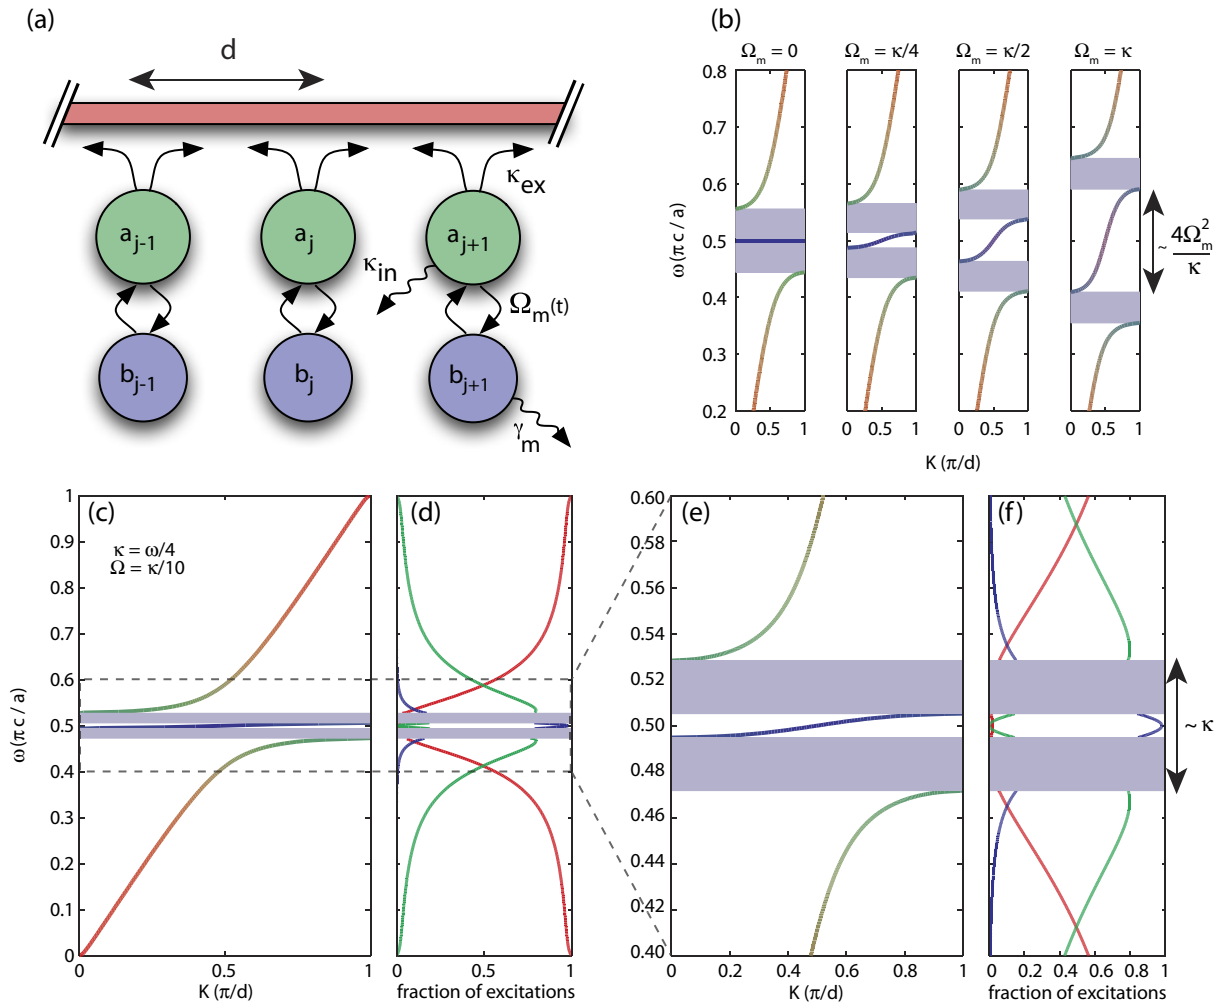 (a)
d
κex
aj-1
aj
aj+1
κin
Ωm(t)
bj-1
bj
bj+1
γm
(b)
Ωm = 0
Ωm = κ/4
Ωm = κ/2
Ωm = κ
ω (π c / a)
0.8
0.7
0.6
0.5
0.4
0.3
0.2
0 0.5 1
0 0.5 1
0 0.5 1
0 0.5 1
K (π/d)
~ 4Ωm²/κ
(c)
κ = ω/4
Ω = κ/10
ω (π c / a)
1
0.9
0.8
0.7
0.6
0.5
0.4
0.3
0.2
0.1
0
0 0.5 1
K (π/d)
(d)
0 0.5 1
fraction of excitations
(e)
0.60
0.58
0.56
0.54
0.52
0.50
0.48
0.46
0.44
0.42
0.40
0 0.2 0.4 0.6 0.8 1
K (π/d)
(f)
~ κ
0 0.2 0.4 0.6 0.8 1
fraction of excitations